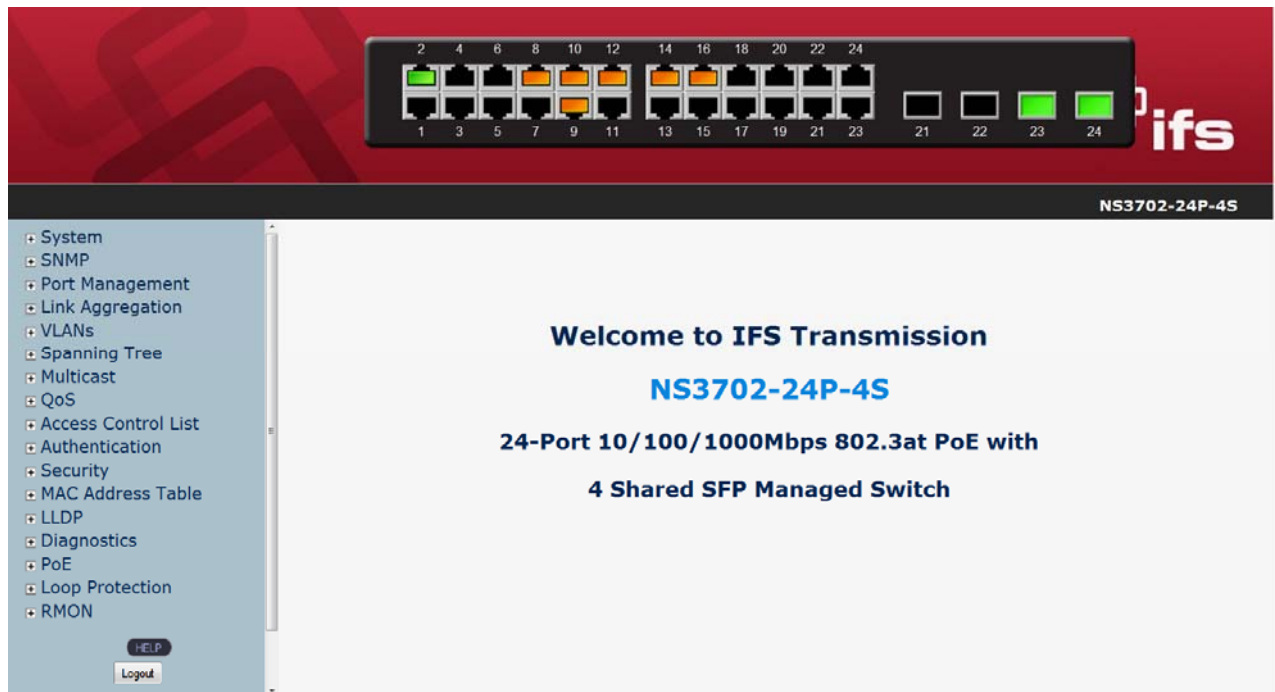 2 4 6 8 10 12 14 16 18 20 22 24
1 3 5 7 9 11 13 15 17 19 21 23 21 22 23 24
ifs
NS3702-24P-4S
System
SNMP
Port Management
Link Aggregation
VLANs
Spanning Tree
Multicast
QoS
Access Control List
Authentication
Security
MAC Address Table
LLDP
Diagnostics
PoE
Loop Protection
RMON
HELP
Logout
Welcome to IFS Transmission
NS3702-24P-4S
24-Port 10/100/1000Mbps 802.3at PoE with
4 Shared SFP Managed Switch